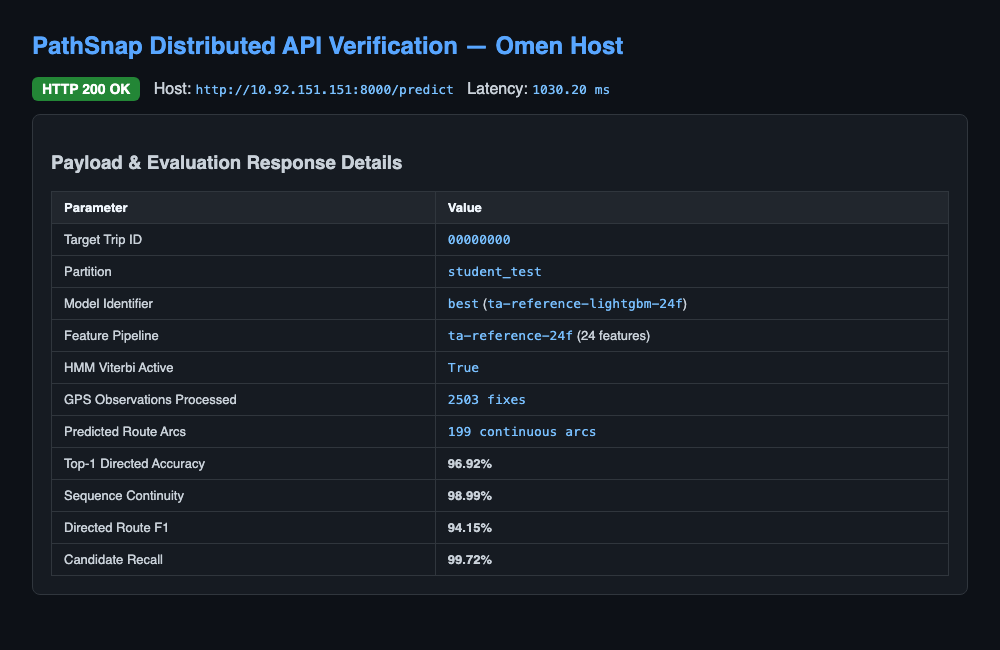 PathSnap Distributed API Verification — Omen Host
HTTP 200 OK Host: http://10.92.151.151:8000/predict Latency: 1030.20 ms
Payload & Evaluation Response Details
Parameter Value
Target Trip ID 00000000
Partition student_test
Model Identifier best (ta-reference-lightgbm-24f)
Feature Pipeline ta-reference-24f (24 features)
HMM Viterbi Active True
GPS Observations Processed 2503 fixes
Predicted Route Arcs 199 continuous arcs
Top-1 Directed Accuracy 96.92%
Sequence Continuity 98.99%
Directed Route F1 94.15%
Candidate Recall 99.72%